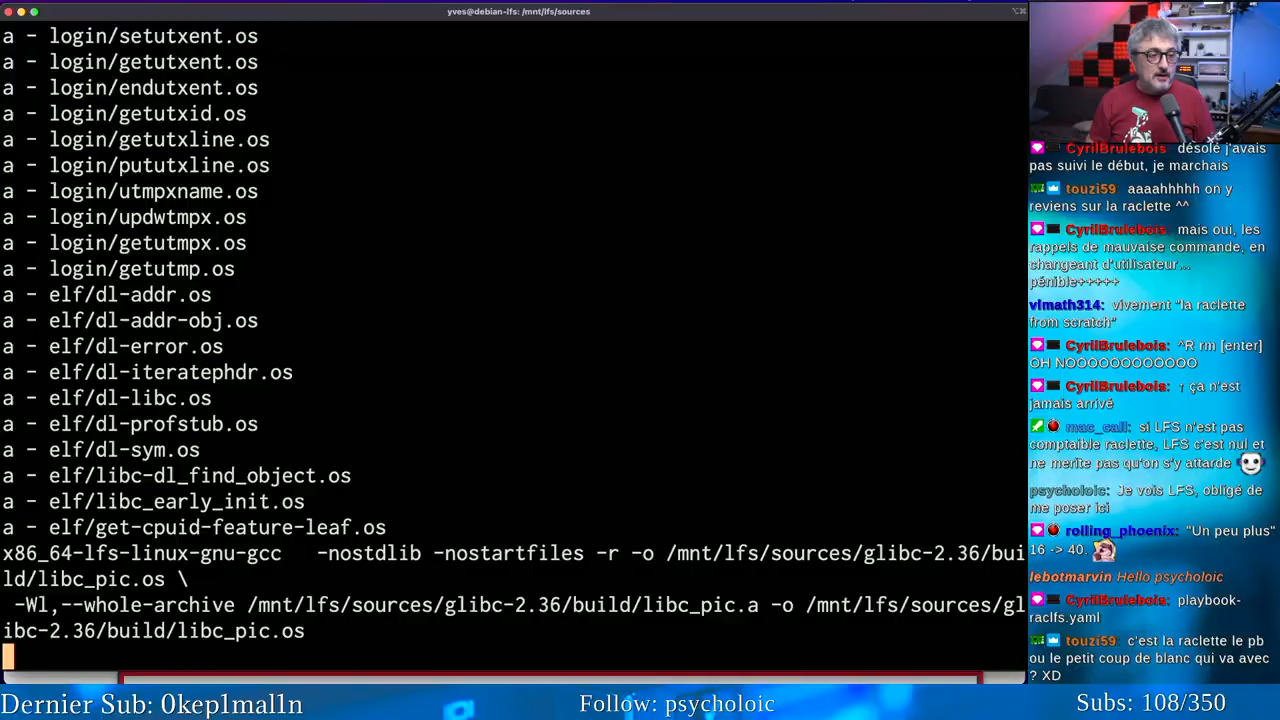 yves@debian-lfs: /mnt/lfs/sources
a - login/setutxent.os
a - login/getutxent.os
a - login/endutxent.os
a - login/getutxid.os
a - login/getutxline.os
a - login/pututxline.os
a - login/utmpxname.os
a - login/updwtmpx.os
a - login/getutmpx.os
a - login/getutmp.os
a - elf/dl-addr.os
a - elf/dl-addr-obj.os
a - elf/dl-error.os
a - elf/dl-iteratephdr.os
a - elf/dl-libc.os
a - elf/dl-profstub.os
a - elf/dl-sym.os
a - elf/libc-dl_find_object.os
a - elf/libc_early_init.os
a - elf/get-cpuid-feature-leaf.os
x86_64-lfs-linux-gnu-gcc   -nostdlib -nostartfiles -r -o /mnt/lfs/sources/glibc-2.36/bui
ld/libc_pic.os \
 -Wl,--whole-archive /mnt/lfs/sources/glibc-2.36/build/libc_pic.a -o /mnt/lfs/sources/gl
ibc-2.36/build/libc_pic.os
CyrilBrulebois désolé j'avais
pas suivi le début, je marchais
touzi59: aaaahhhhh on y
reviens sur la raclette ^^
CyrilBrulebois mais oui, les
rappels de mauvaise commande, en
changeant d'utilisateur...
pénible+++++
vlmath314: vivement "la raclette
from scratch"
CyrilBrulebois: ^R rm [enter]
OH NOOOOOOOOOOOO
CyrilBrulebois: ↑ ça n'est
jamais arrivé
mac_call: si LFS n'est pas
comptaible raclette, LFS c'est nul et
ne merite pas qu'on s'y attarde
psycholoic: Je vois LFS, obligé de
me poser ici
rolling_phoenix: "Un peu plus"
16 -> 40.
lebotmarvin Hello psycholoic
CyrilBrulebois: playbook-
raclfs.yaml
touzi59: c'est la raclette le pb
ou le petit coup de blanc qui va avec
? XD
Dernier Sub: 0kep1mal1n
Follow: psycholoic
Subs: 108/350